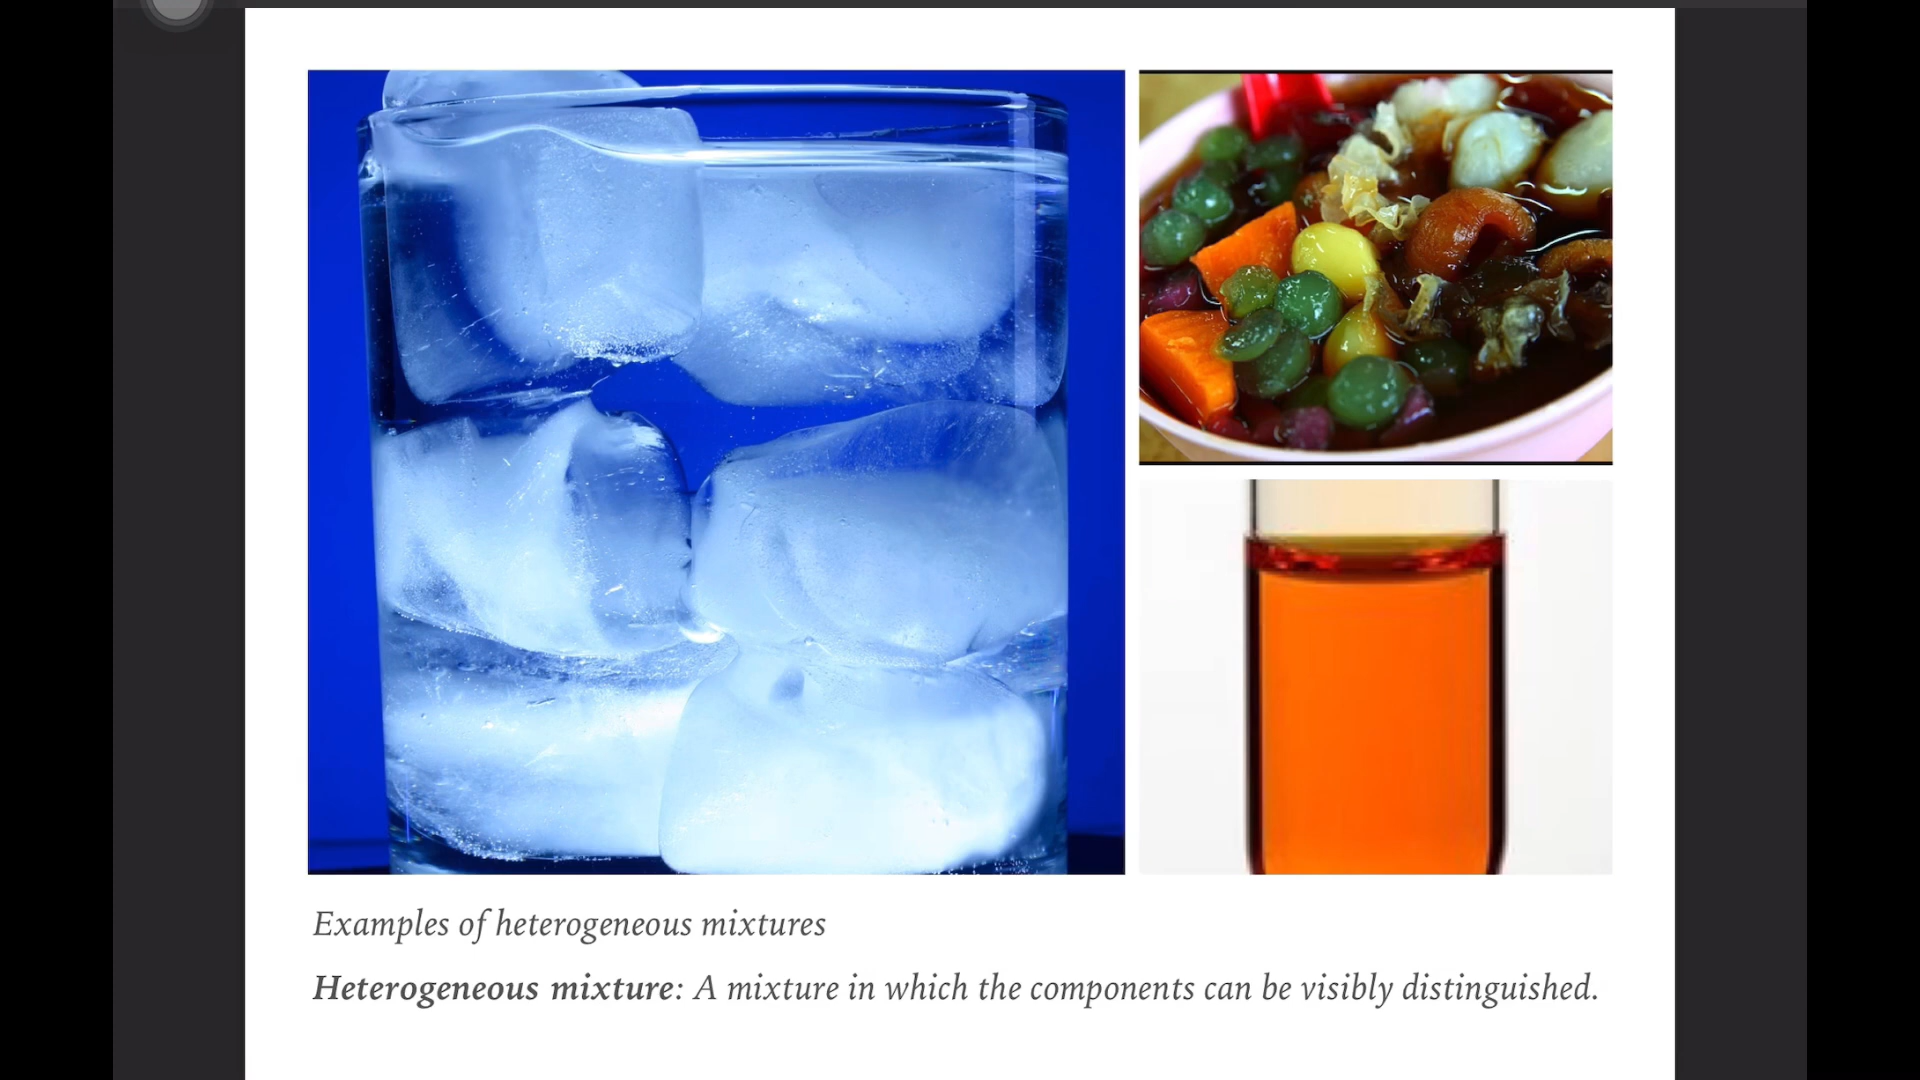 Examples of heterogeneous mixtures
Heterogeneous mixture: A mixture in which the components can be visibly distinguished.